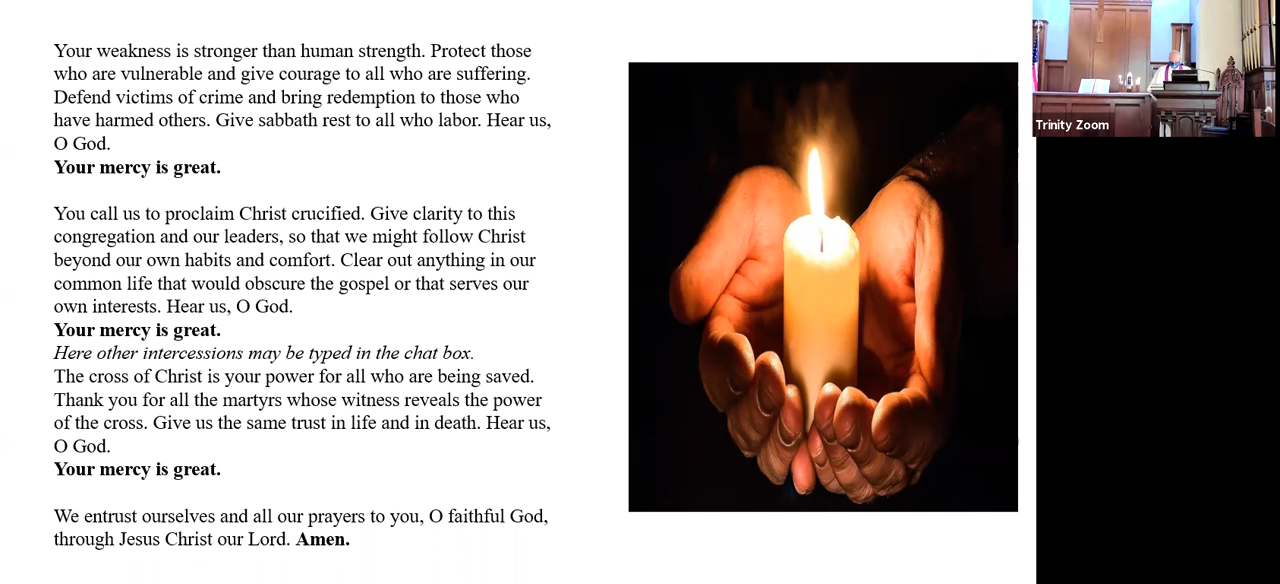 Your weakness is stronger than human strength. Protect those
who are vulnerable and give courage to all who are suffering.
Defend victims of crime and bring redemption to those who
have harmed others. Give sabbath rest to all who labor. Hear us,
O God.
Your mercy is great.
You call us to proclaim Christ crucified. Give clarity to this
congregation and our leaders, so that we might follow Christ
beyond our own habits and comfort. Clear out anything in our
common life that would obscure the gospel or that serves our
own interests. Hear us, O God.
Your mercy is great.
Here other intercessions may be typed in the chat box.
The cross of Christ is your power for all who are being saved.
Thank you for all the martyrs whose witness reveals the power
of the cross. Give us the same trust in life and in death. Hear us,
O God.
Your mercy is great.
We entrust ourselves and all our prayers to you, O faithful God,
through Jesus Christ our Lord. Amen.
Trinity Zoom